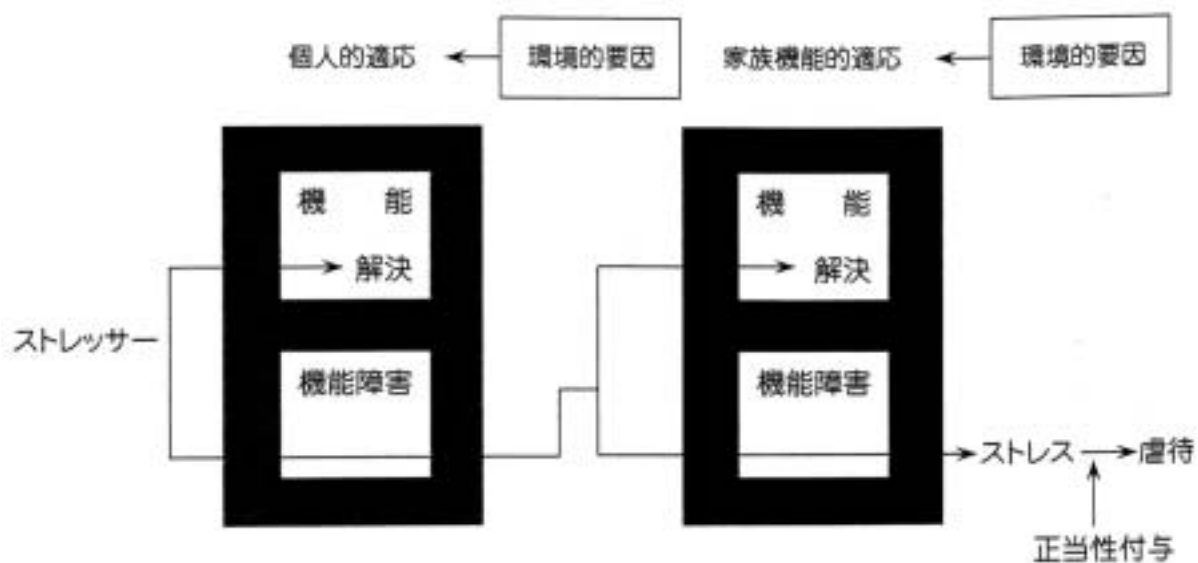 個人的適応
環境的要因
家族機能的適応
環境的要因
機 能
解決
機能障害
ストレッサー
機 能
解決
機能障害
ストレス
虐待
正当性付与